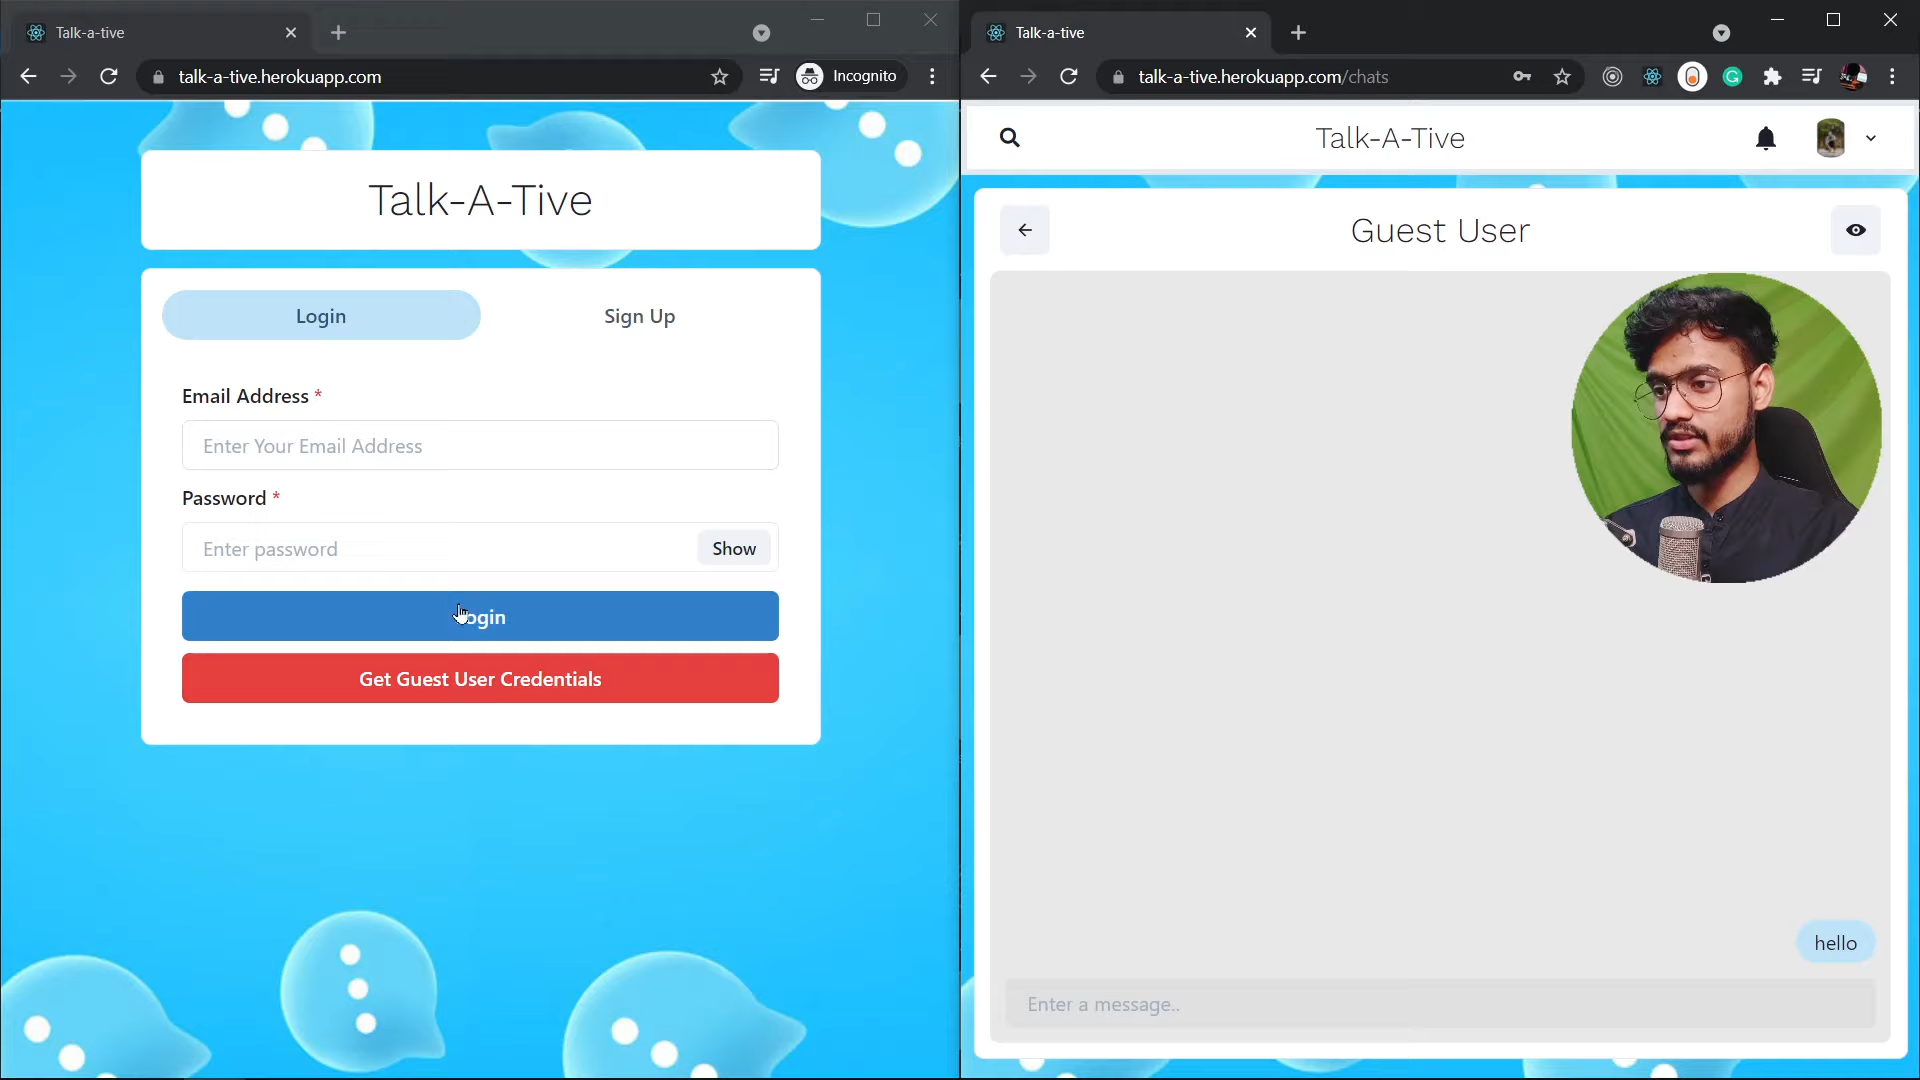 Talk-a-tive
talk-a-tive.herokuapp.com
Incognito
Talk-A-Tive
Login
Sign Up
Email Address *
Enter Your Email Address
Password *
Enter password
Show
ogin
Get Guest User Credentials
Talk-a-tive
talk-a-tive.herokuapp.com/chats
Talk-A-Tive
Guest User
hello
Enter a message..